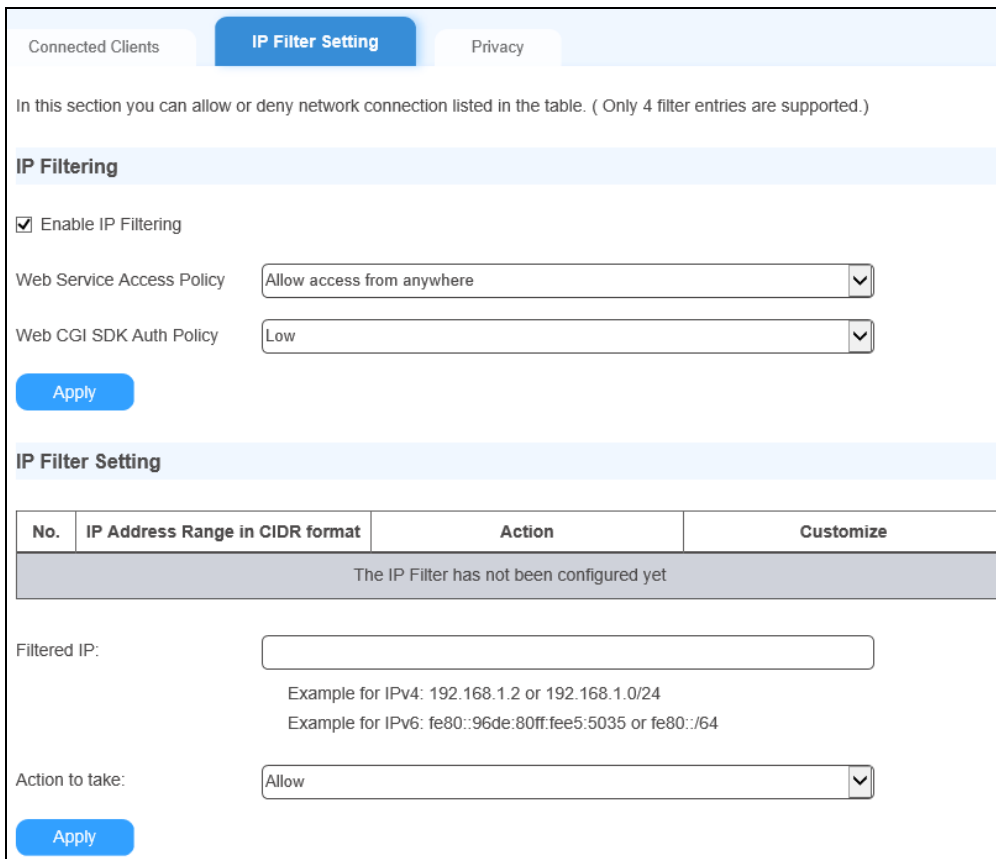 Connected Clients IP Filter Setting Privacy
In this section you can allow or deny network connection listed in the table. ( Only 4 filter entries are supported.)
IP Filtering
Enable IP Filtering
Web Service Access Policy Allow access from anywhere
Web CGI SDK Auth Policy Low
Apply
IP Filter Setting
No. IP Address Range in CIDR format Action Customize
The IP Filter has not been configured yet
Filtered IP:
Example for IPv4: 192.168.1.2 or 192.168.1.0/24
Example for IPv6: fe80::96de:80ff:fee5:5035 or fe80::/64
Action to take: Allow
Apply